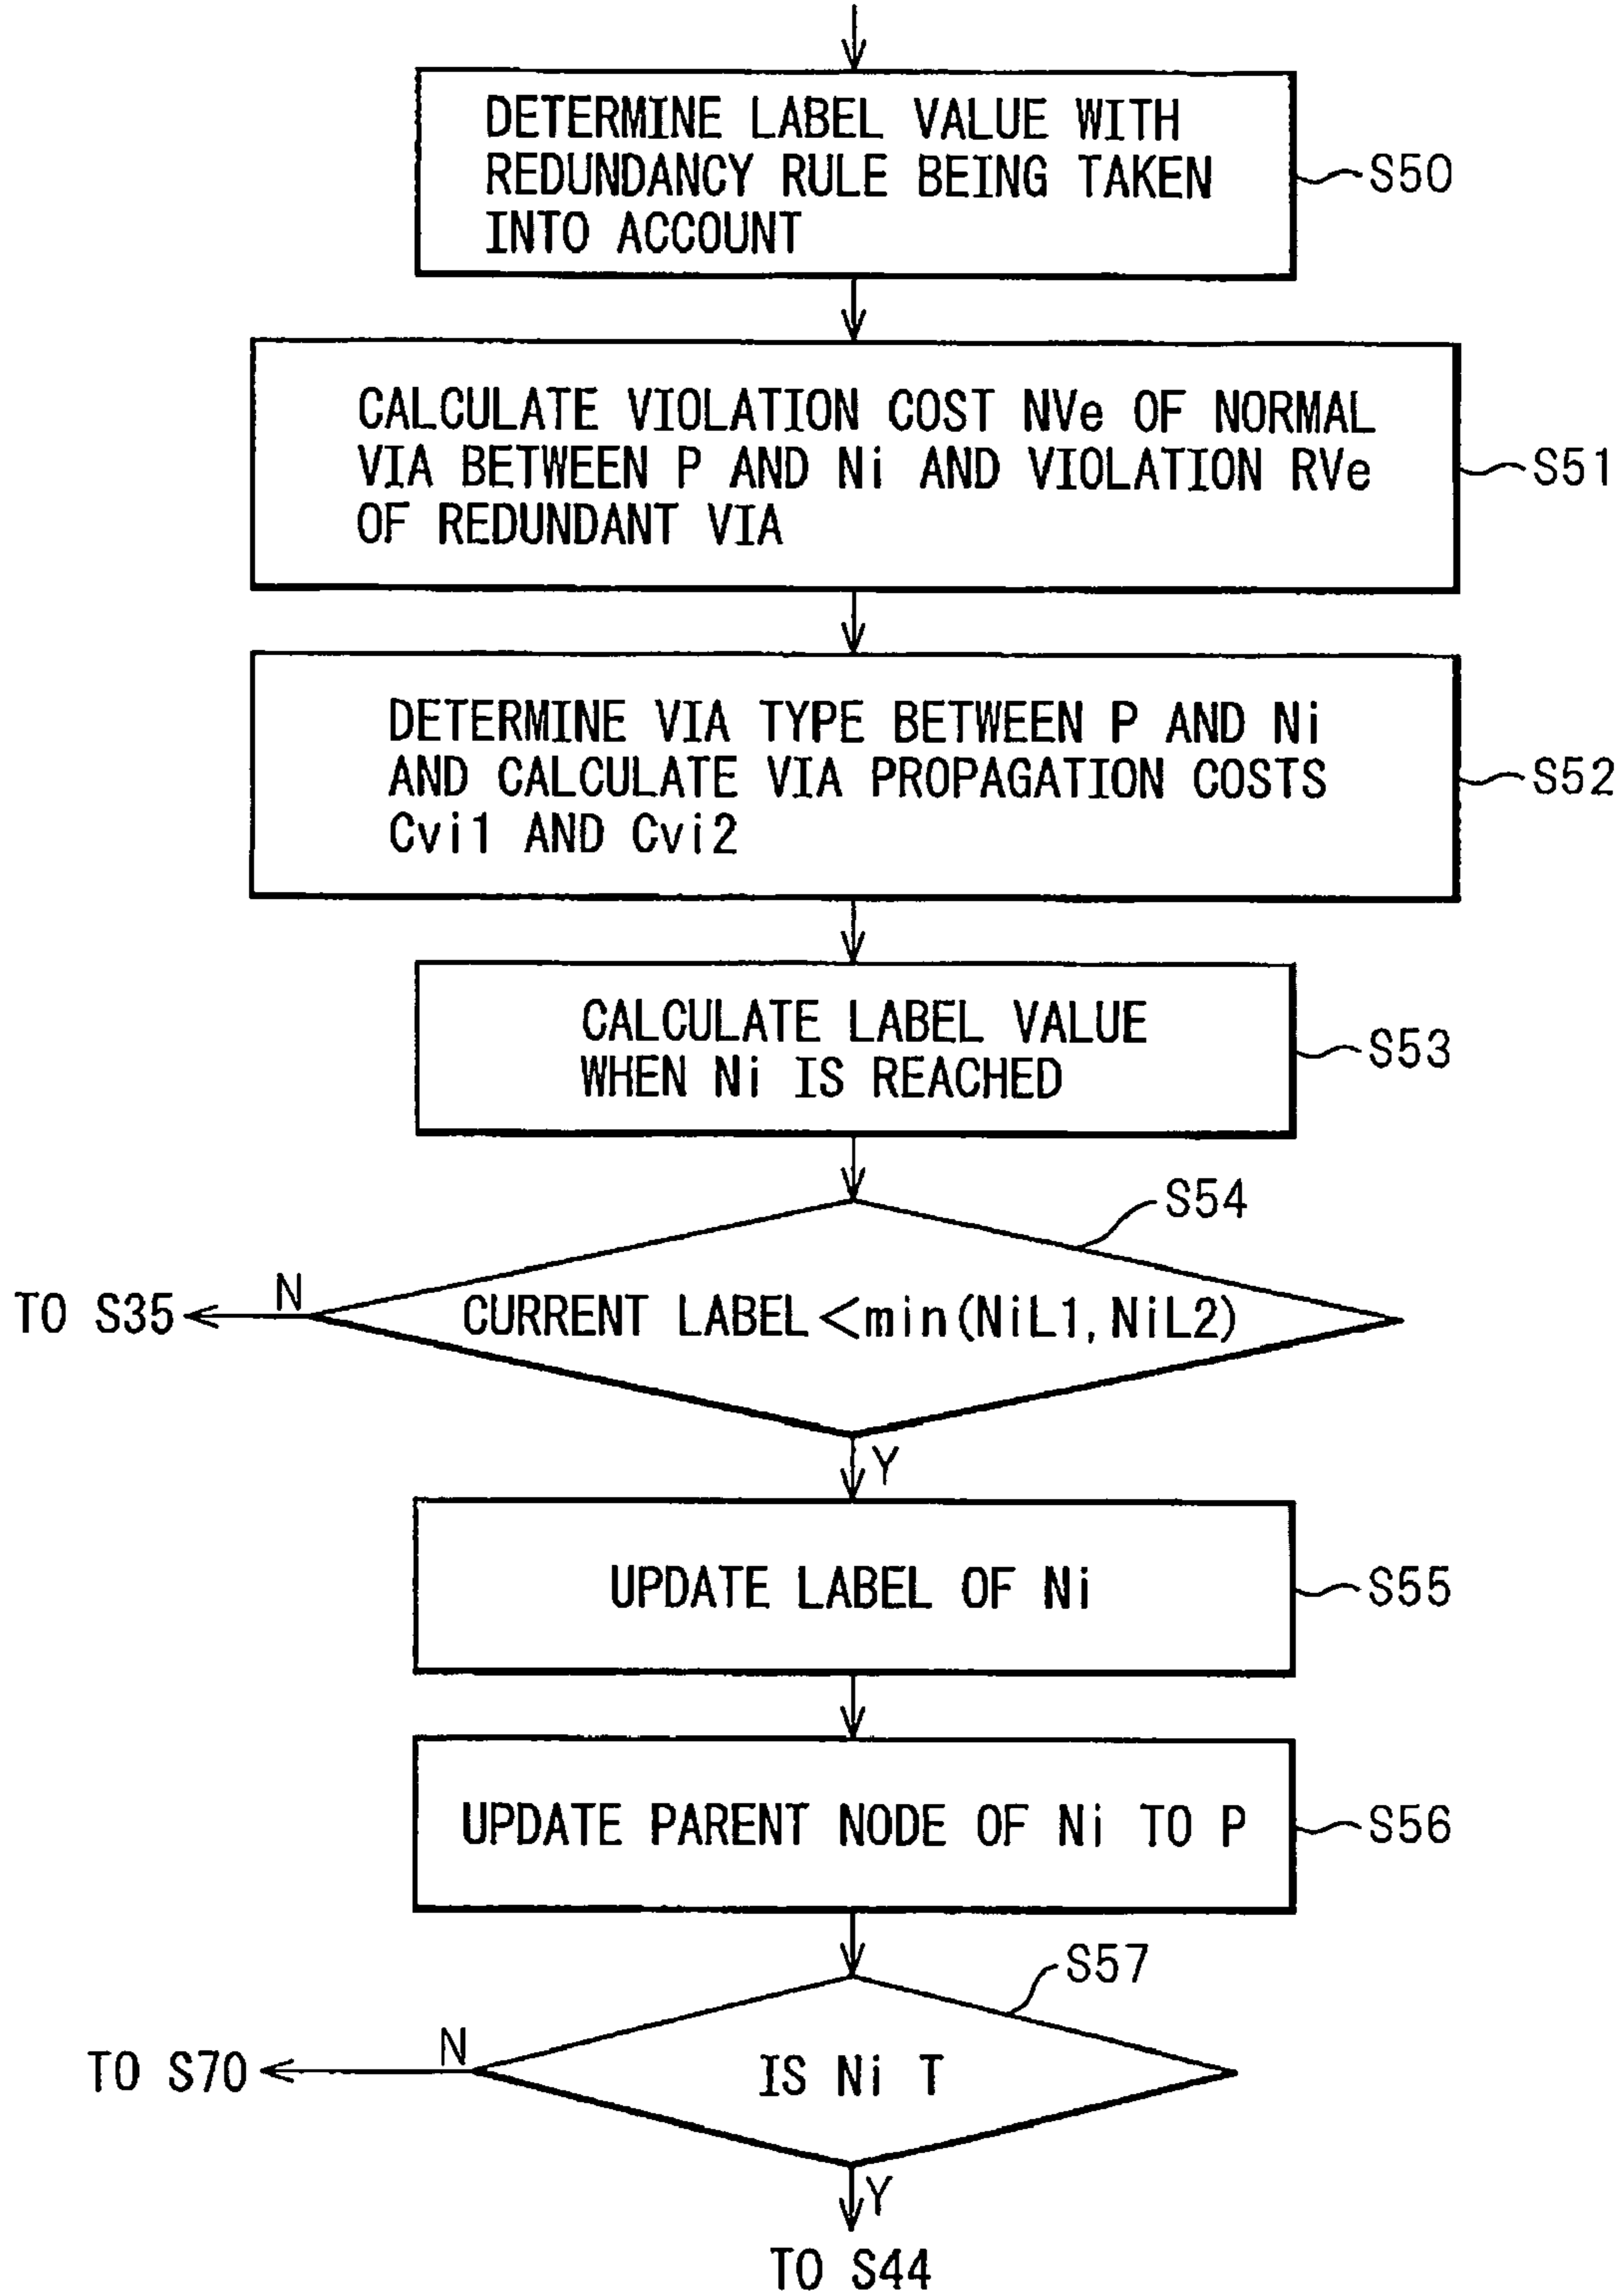 DETERMINE LABEL VALUE WITH
REDUNDANCY RULE BEING TAKEN
INTO ACCOUNT
S50
CALCULATE VIOLATION COST NVe OF NORMAL
VIA BETWEEN P AND Ni AND VIOLATION RVe
OF REDUNDANT VIA
S51
DETERMINE VIA TYPE BETWEEN P AND Ni
AND CALCULATE VIA PROPAGATION COSTS
Cvi1 AND Cvi2
S52
CALCULATE LABEL VALUE
WHEN Ni IS REACHED
S53
S54
N
TO S35
CURRENT LABEL<min(NiL1, NiL2)
Y
UPDATE LABEL OF Ni
S55
UPDATE PARENT NODE OF Ni TO P
S56
S57
N
TO S70
IS Ni T
Y
TO S44